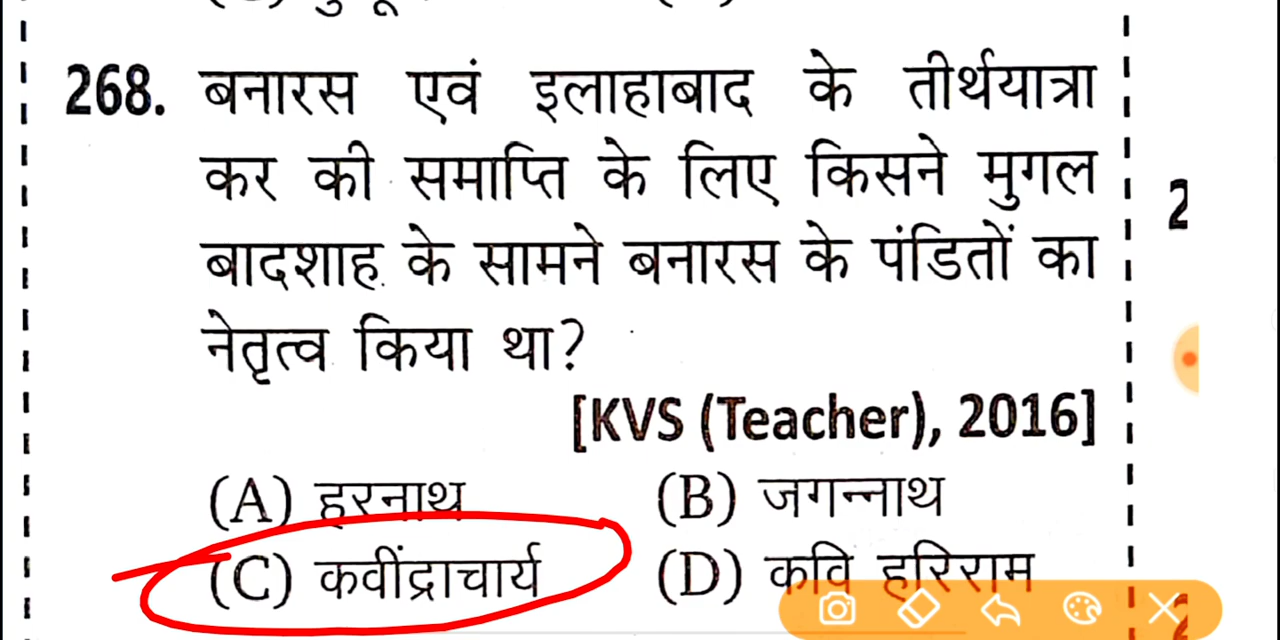 268. बनारस एवं इलाहाबाद के तीर्थयात्रा
कर की समाप्ति के लिए किसने मुगल
बादशाह के सामने बनारस के पंडितों का
नेतृत्व किया था?
[KVS (Teacher), 2016]
(A) हरनाथ (B) जगन्नाथ
(C) कवींद्राचार्य (D) कवि हरिराम
2